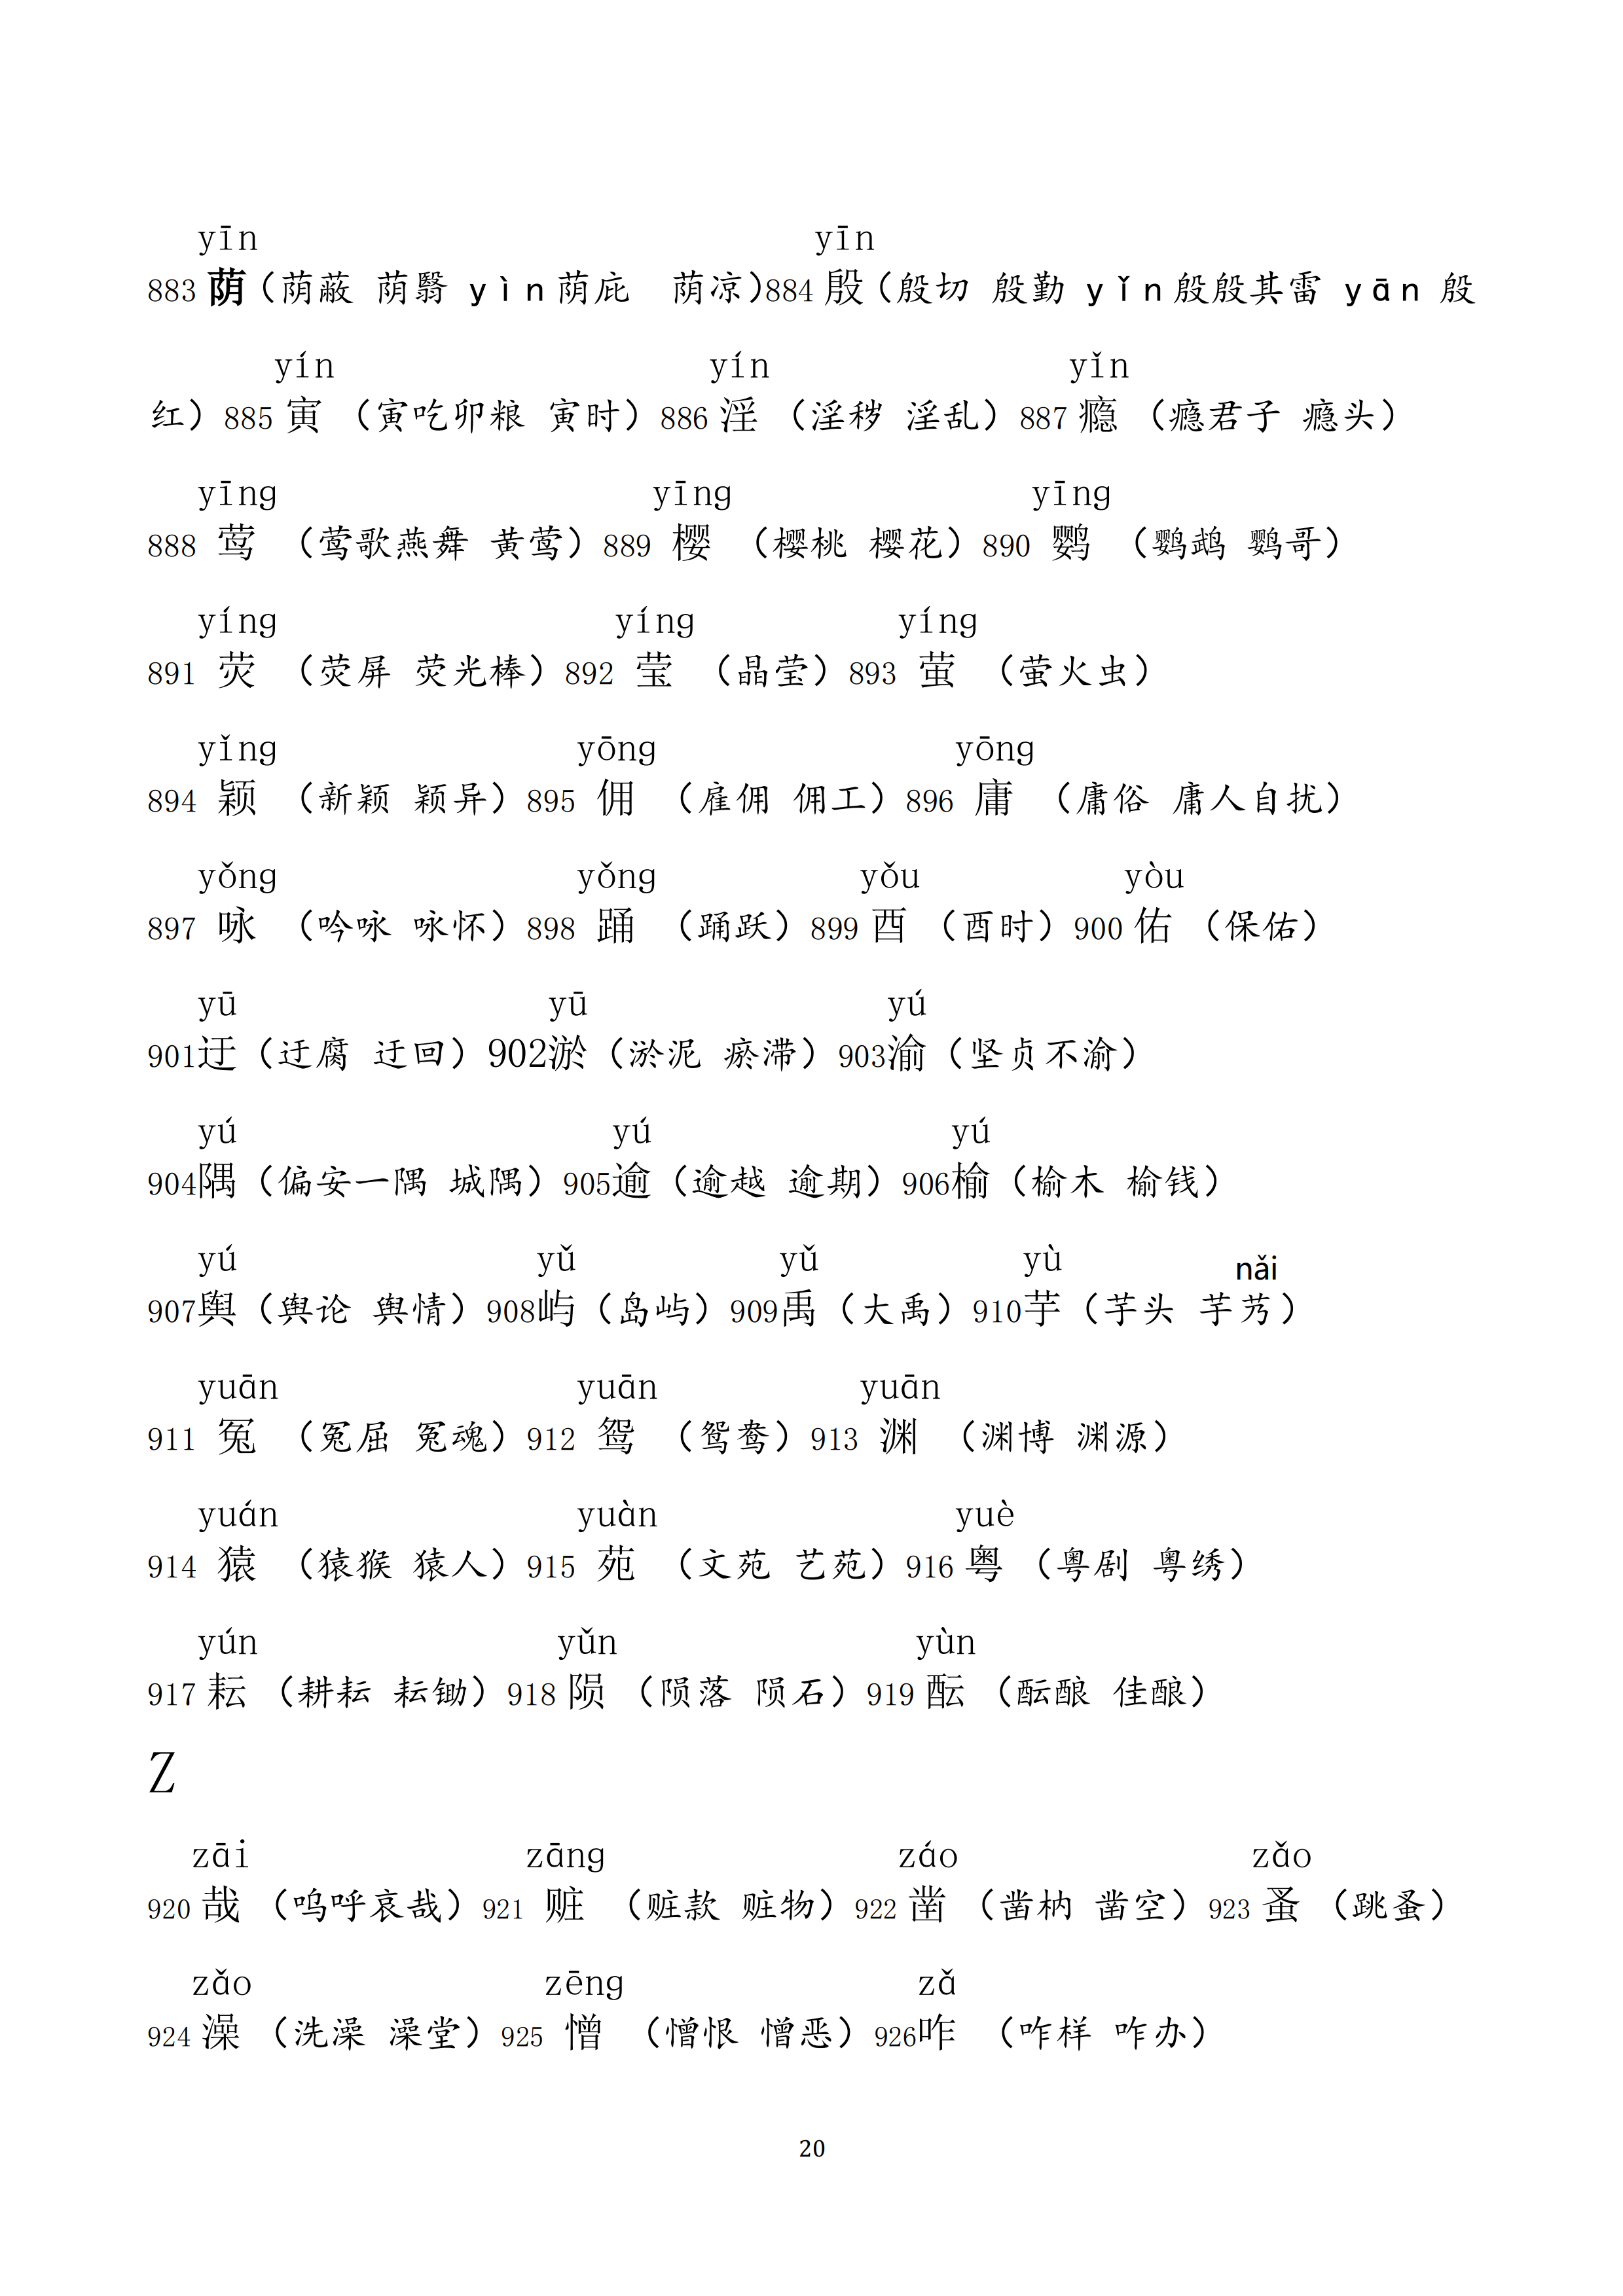 yīn yīn
883 荫（荫蔽 荫翳 yìn荫庇 荫凉）884 殷（殷切 殷勤 yǐn殷殷其雷 yān 殷
yín yín yǐn
红）885 寅（寅吃卯粮 寅时）886 淫（淫秽 淫乱）887 瘾（瘾君子 瘾头）
yīng yīng yīng
888 莺（莺歌燕舞 黄莺）889 樱（樱桃 樱花）890 鹦（鹦鹉 鹦哥）
yíng yíng yíng
891 荧（荧屏 荧光棒）892 莹（晶莹）893 萤（萤火虫）
yǐng yōng yōng
894 颖（新颖 颖异）895 佣（雇佣 佣工）896 庸（庸俗 庸人自扰）
yǒng yǒng yǒu yòu
897 咏（吟咏 咏怀）898 踊（踊跃）899 酉（酉时）900 佑（保佑）
yū yū yú
901迂（迂腐 迂回）902淤（淤泥 瘀滞）903渝（坚贞不渝）
yú yú yú
904隅（偏安一隅 城隅）905逾（逾越 逾期）906榆（榆木 榆钱）
yú yǔ yǔ yù nǎi
907舆（舆论 舆情）908屿（岛屿）909禹（大禹）910芋（芋头 芋艿）
yuān yuān yuān
911 冤（冤屈 冤魂）912 鸳（鸳鸯）913 渊（渊博 渊源）
yuán yuàn yuè
914 猿（猿猴 猿人）915 苑（文苑 艺苑）916 粤（粤剧 粤绣）
yún yǔn yùn
917 耘（耕耘 耘锄）918 陨（陨落 陨石）919 酝（酝酿 佳酿）
Z
zāi zāng záo zǎo
920 哉（呜呼哀哉）921 赃（赃款 赃物）922 凿（凿枘 凿空）923 蚤（跳蚤）
zǎo zēng zǎ
924 澡（洗澡 澡堂）925 憎（憎恨 憎恶）926咋（咋样 咋办）
20